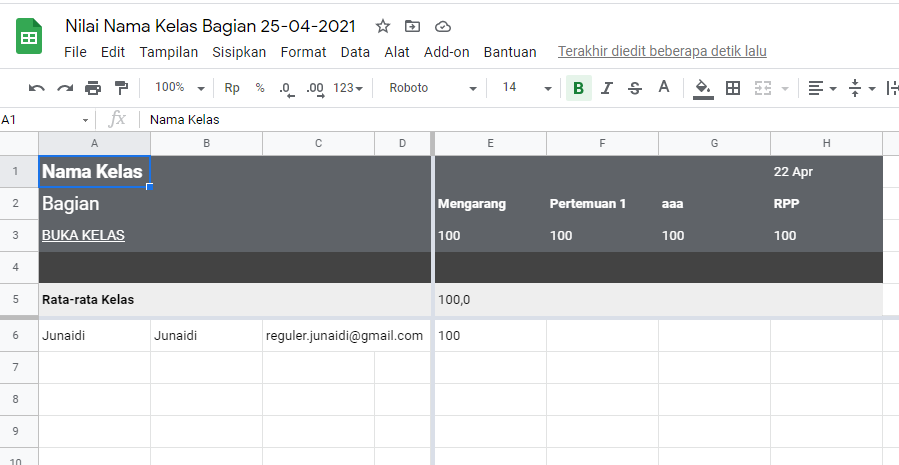 Nilai Nama Kelas Bagian 25-04-2021
File Edit Tampilan Sisipkan Format Data Alat Add-on Bantuan Terakhir diedit beberapa detik lalu
100% Rp % .0 .00 123 Roboto 14 B I S A
A1 fx Nama Kelas
A B C D E F G H
1 Nama Kelas 22 Apr
2 Bagian Mengarang Pertemuan 1 aaa RPP
3 BUKA KELAS 100 100 100 100
4
5 Rata-rata Kelas 100,0
6 Junaidi Junaidi reguler.junaidi@gmail.com 100
7
8
9
10